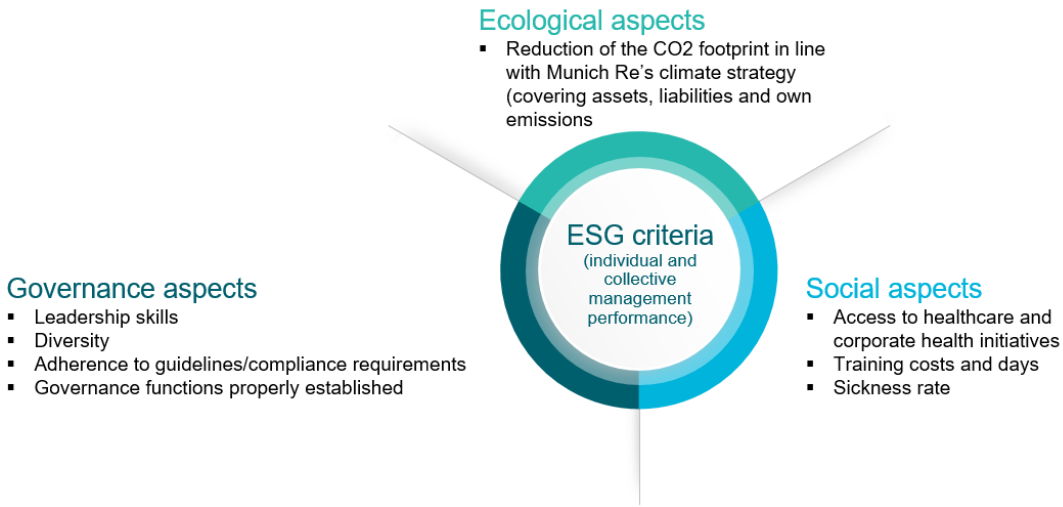 Ecological aspects
▪ Reduction of the CO2 footprint in line
with Munich Re's climate strategy
(covering assets, liabilities and own
emissions
ESG criteria
(individual and
collective
management
performance)
Governance aspects
▪ Leadership skills
▪ Diversity
▪ Adherence to guidelines/compliance requirements
▪ Governance functions properly established
Social aspects
▪ Access to healthcare and
corporate health initiatives
▪ Training costs and days
▪ Sickness rate